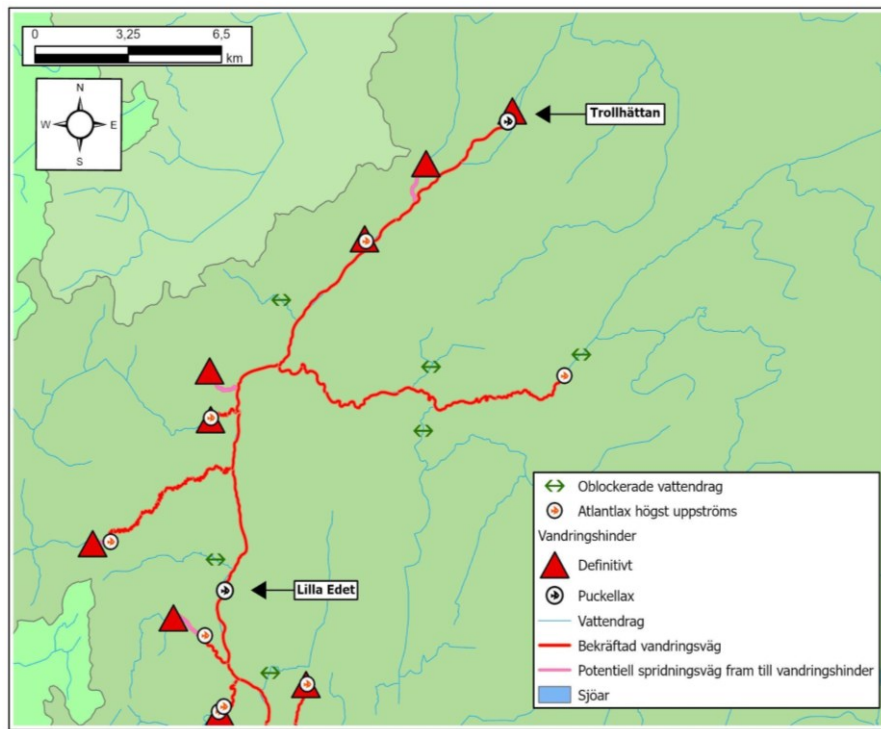 0 3,25 6,5
km
N
W E
S
Trollhättan
Lilla Edet
Oblockerade vattendrag
Atlantlax högst uppströms
Vandringshinder
Definitivt
Puckellax
Vattendrag
Bekräftad vandringsväg
Potentiell spridningsväg fram till vandringshinder
Sjöar